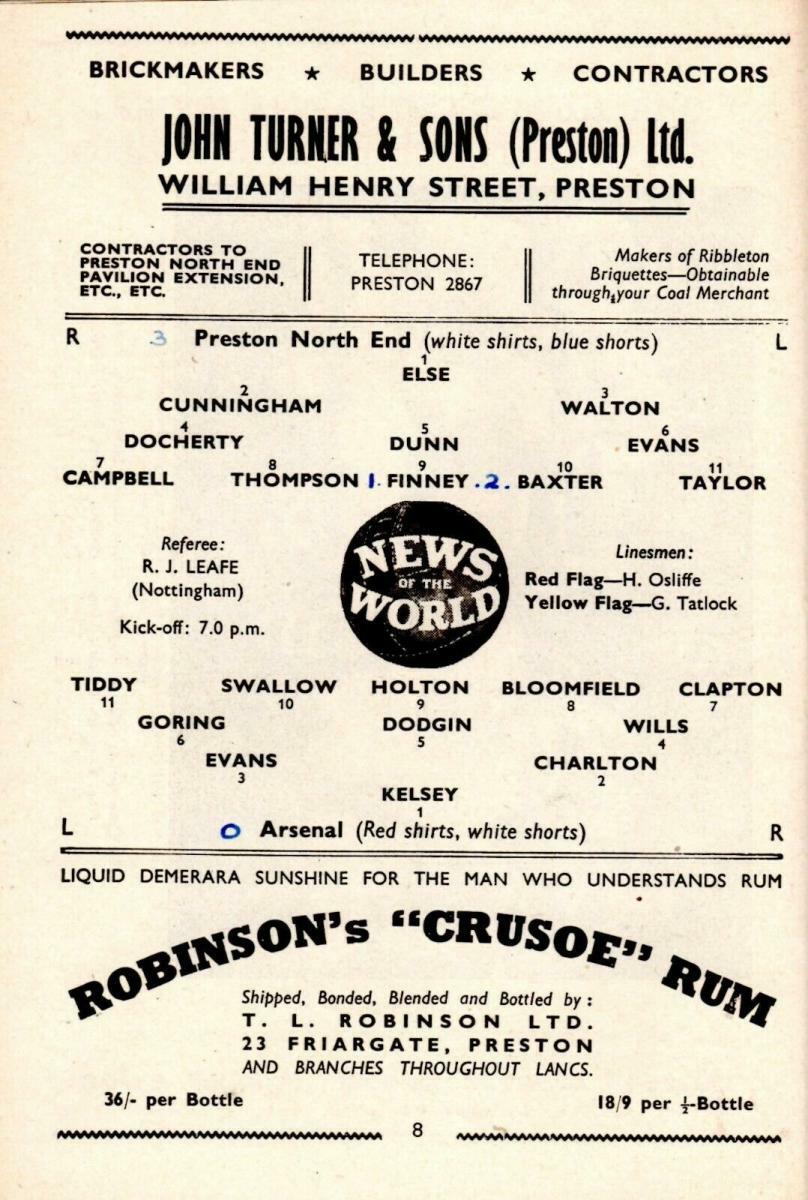 BRICKMAKERS ★ BUILDERS ★ CONTRACTORS
JOHN TURNER & SONS (Preston) Ltd.
WILLIAM HENRY STREET, PRESTON
CONTRACTORS TO
PRESTON NORTH END
PAVILION EXTENSION,
ETC., ETC.
TELEPHONE:
PRESTON 2867
Makers of Ribbleton
Briquettes—Obtainable
through your Coal Merchant
R 3 Preston North End (white shirts, blue shorts) L
1
ELSE
2 3
CUNNINGHAM WALTON
4 5 6
DOCHERTY DUNN EVANS
7 8 9 10 11
CAMPBELL THOMPSON 1. FINNEY .2. BAXTER TAYLOR
Referee:
R. J. LEAFE
(Nottingham)
Kick-off: 7.0 p.m.
NEWS
OF THE
WORLD
Linesmen:
Red Flag—H. Osliffe
Yellow Flag—G. Tatlock
TIDDY SWALLOW HOLTON BLOOMFIELD CLAPTON
11 10 9 8 7
GORING DODGIN WILLS
6 5 4
EVANS CHARLTON
3 2
KELSEY
1
L 0 Arsenal (Red shirts, white shorts) R
LIQUID DEMERARA SUNSHINE FOR THE MAN WHO UNDERSTANDS RUM
ROBINSON's "CRUSOE" RUM
Shipped, Bonded, Blended and Bottled by:
T. L. ROBINSON LTD.
23 FRIARGATE, PRESTON
AND BRANCHES THROUGHOUT LANCS.
36/- per Bottle 18/9 per ½-Bottle
8